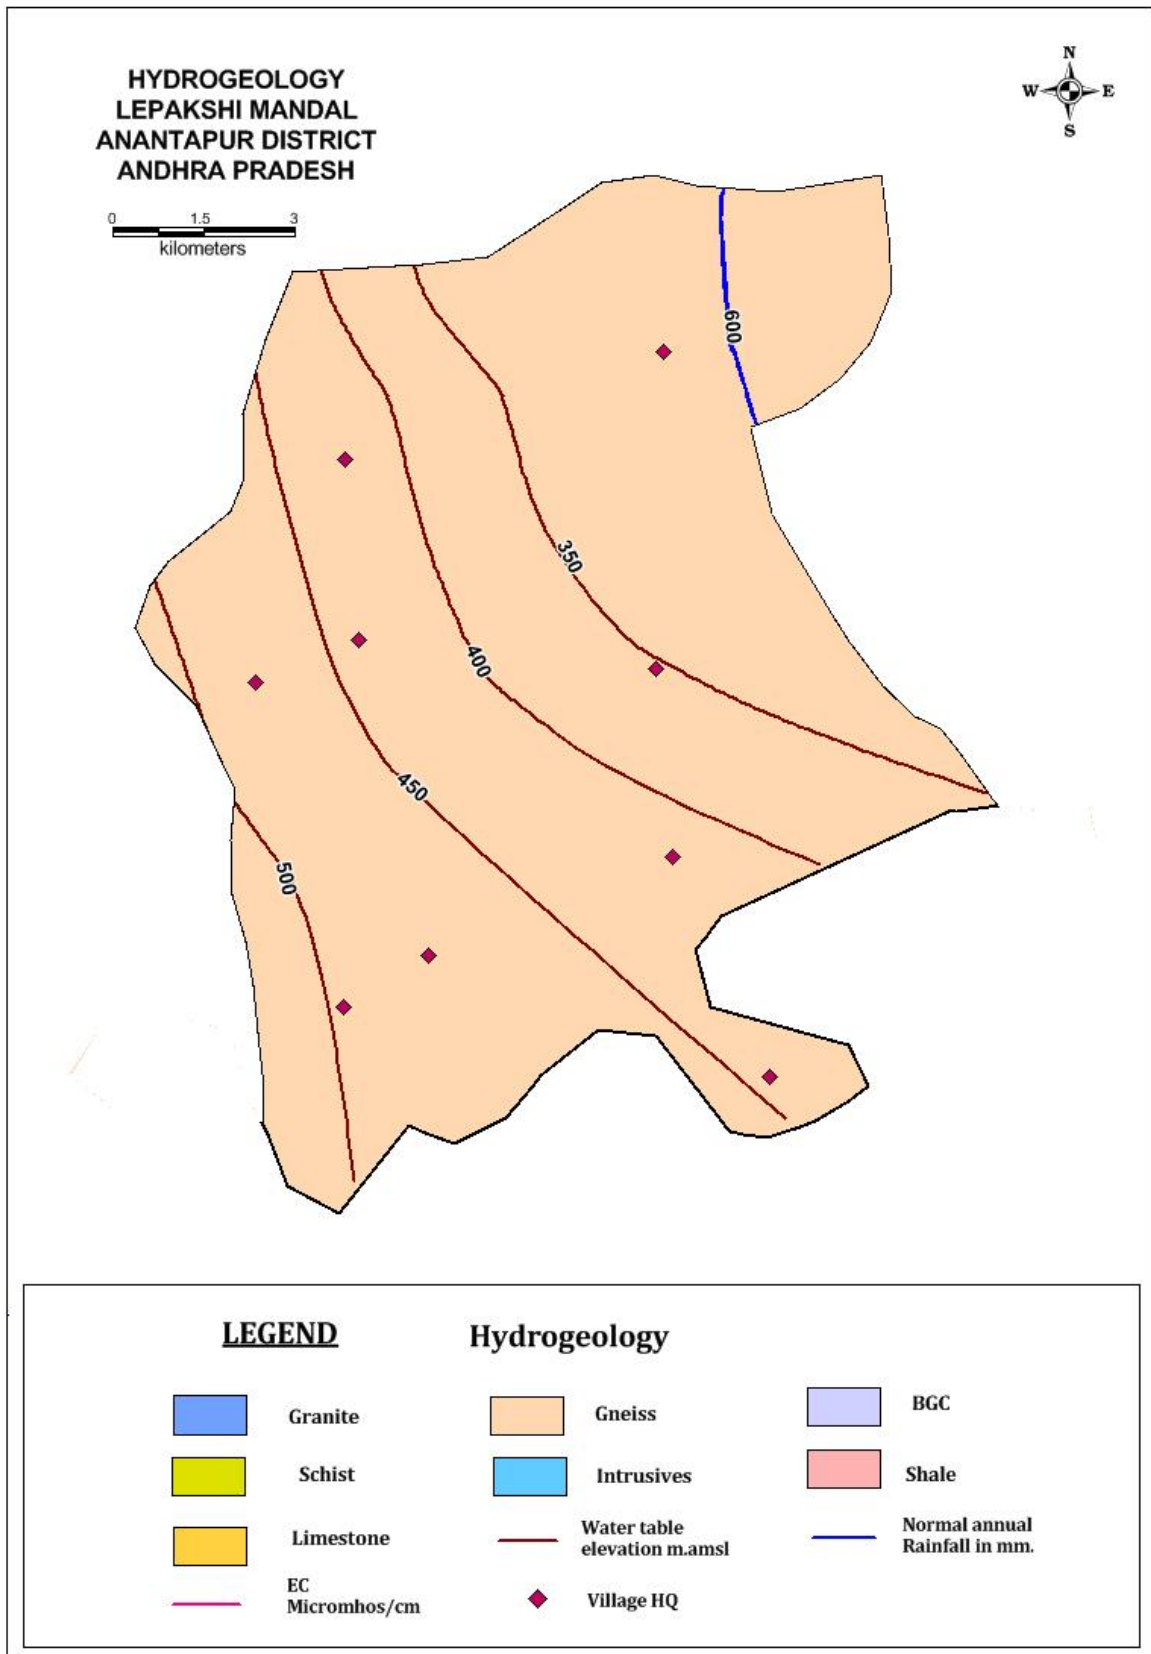 HYDROGEOLOGY
LEPAKSHI MANDAL
ANANTAPUR DISTRICT
ANDHRA PRADESH
0 1.5 3
kilometers
N
W E
S
600
350
400
450
500
LEGEND
Hydrogeology
Granite
Gneiss
BGC
Schist
Intrusives
Shale
Limestone
Water table
elevation m.amsl
Normal annual
Rainfall in mm.
EC
Micromhos/cm
Village HQ